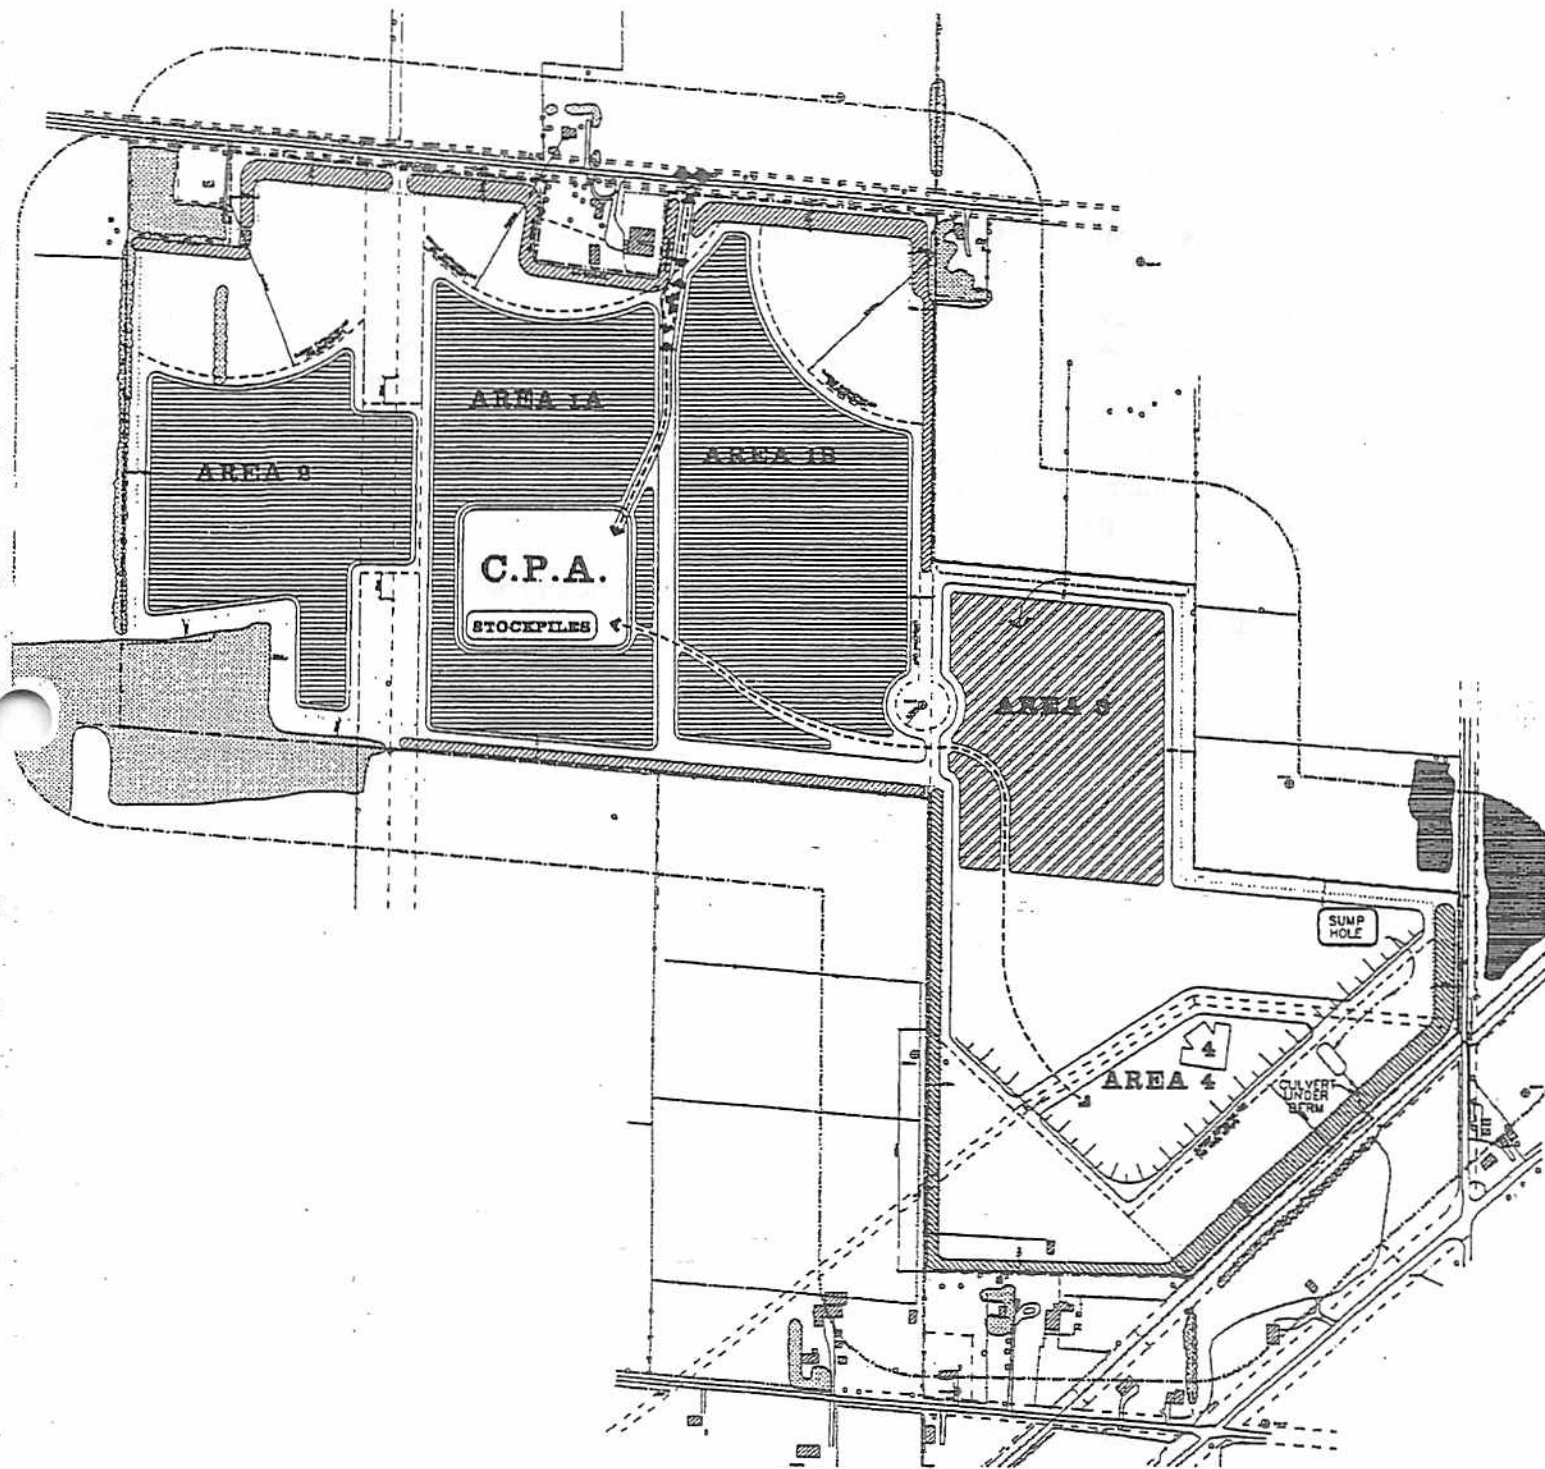 AREA 1A
AREA 1B
AREA 2
C.P.A.
STOCKPILES
AREA 3
SUMP
HOLE
4
AREA 4
CULVERT
UNDER
BERM